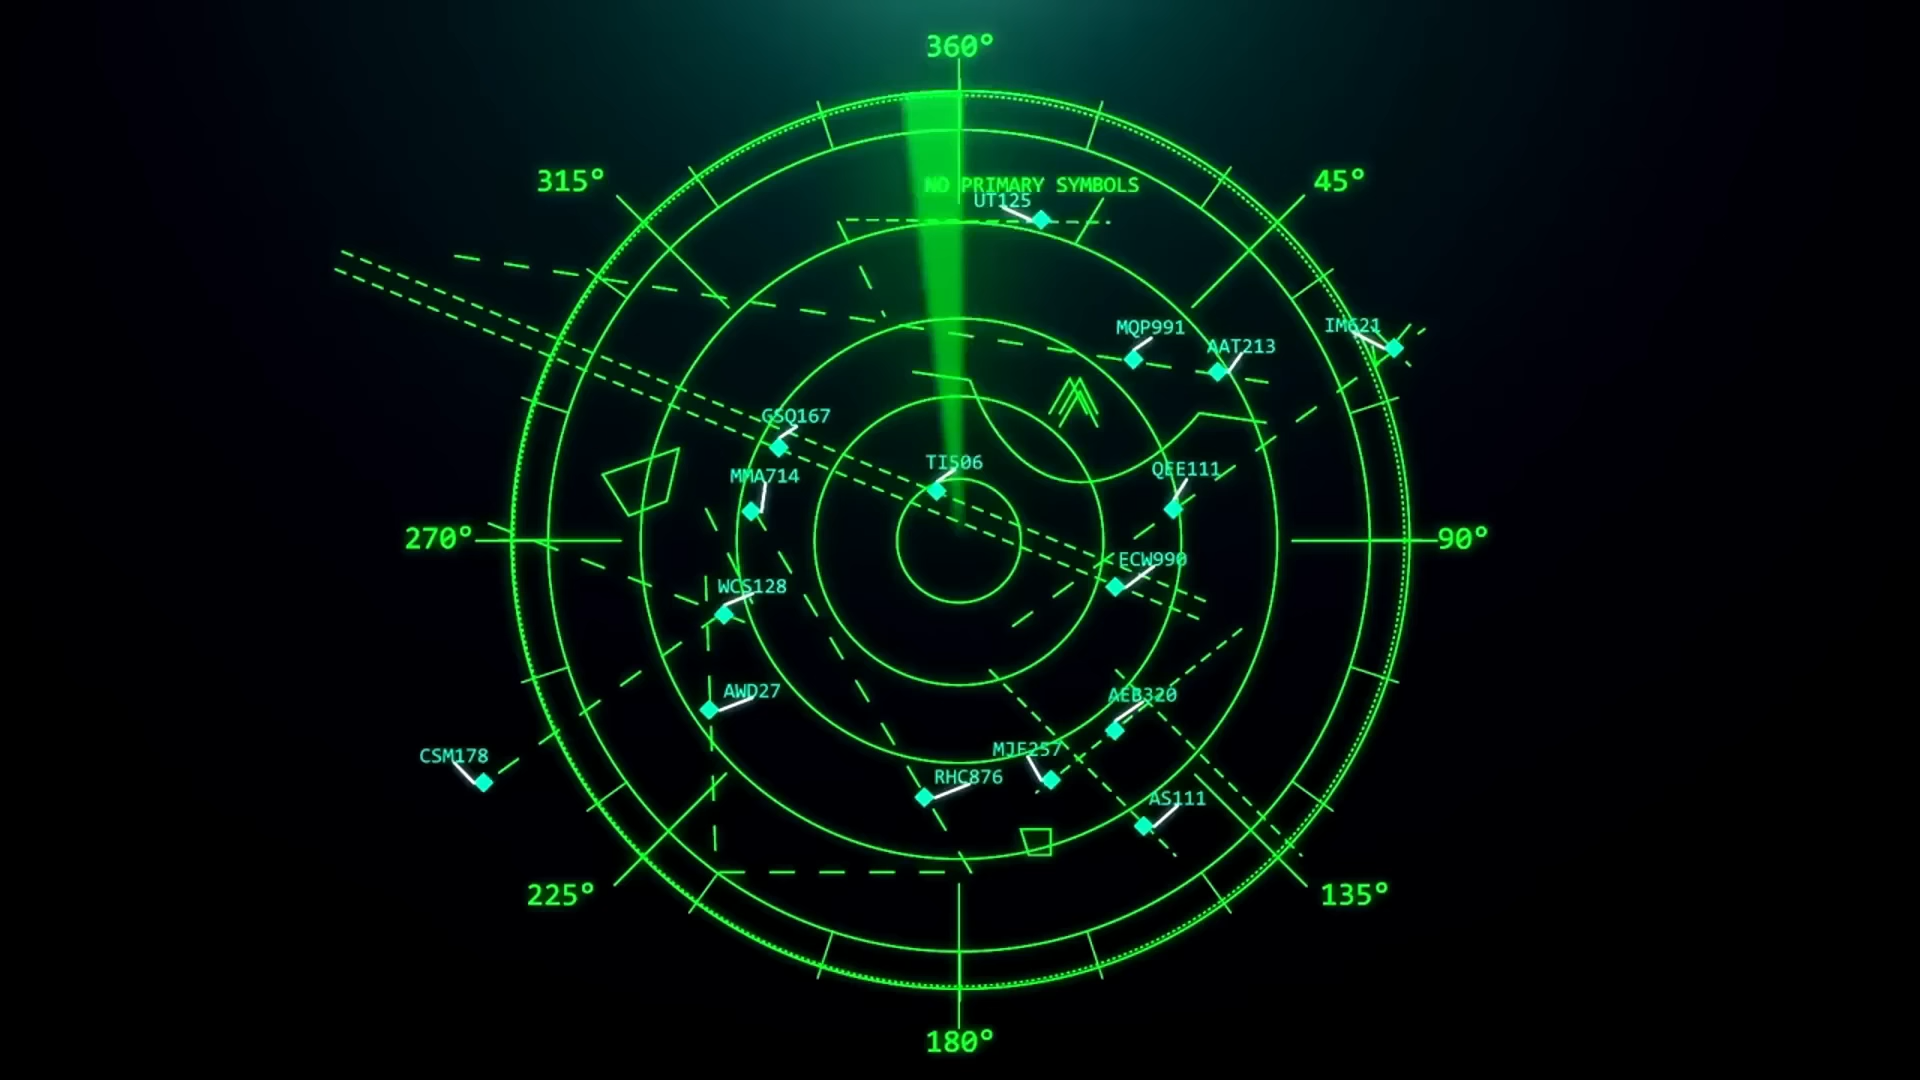 360°
315°
45°
NO PRIMARY SYMBOLS
UT125
IM621
MQP991
AAT213
GSQ167
TI506
QEE111
MMA714
270°
90°
ECW990
WCS128
AWD27
AEB320
MJF257
CSM178
RHC876
AS111
225°
135°
180°